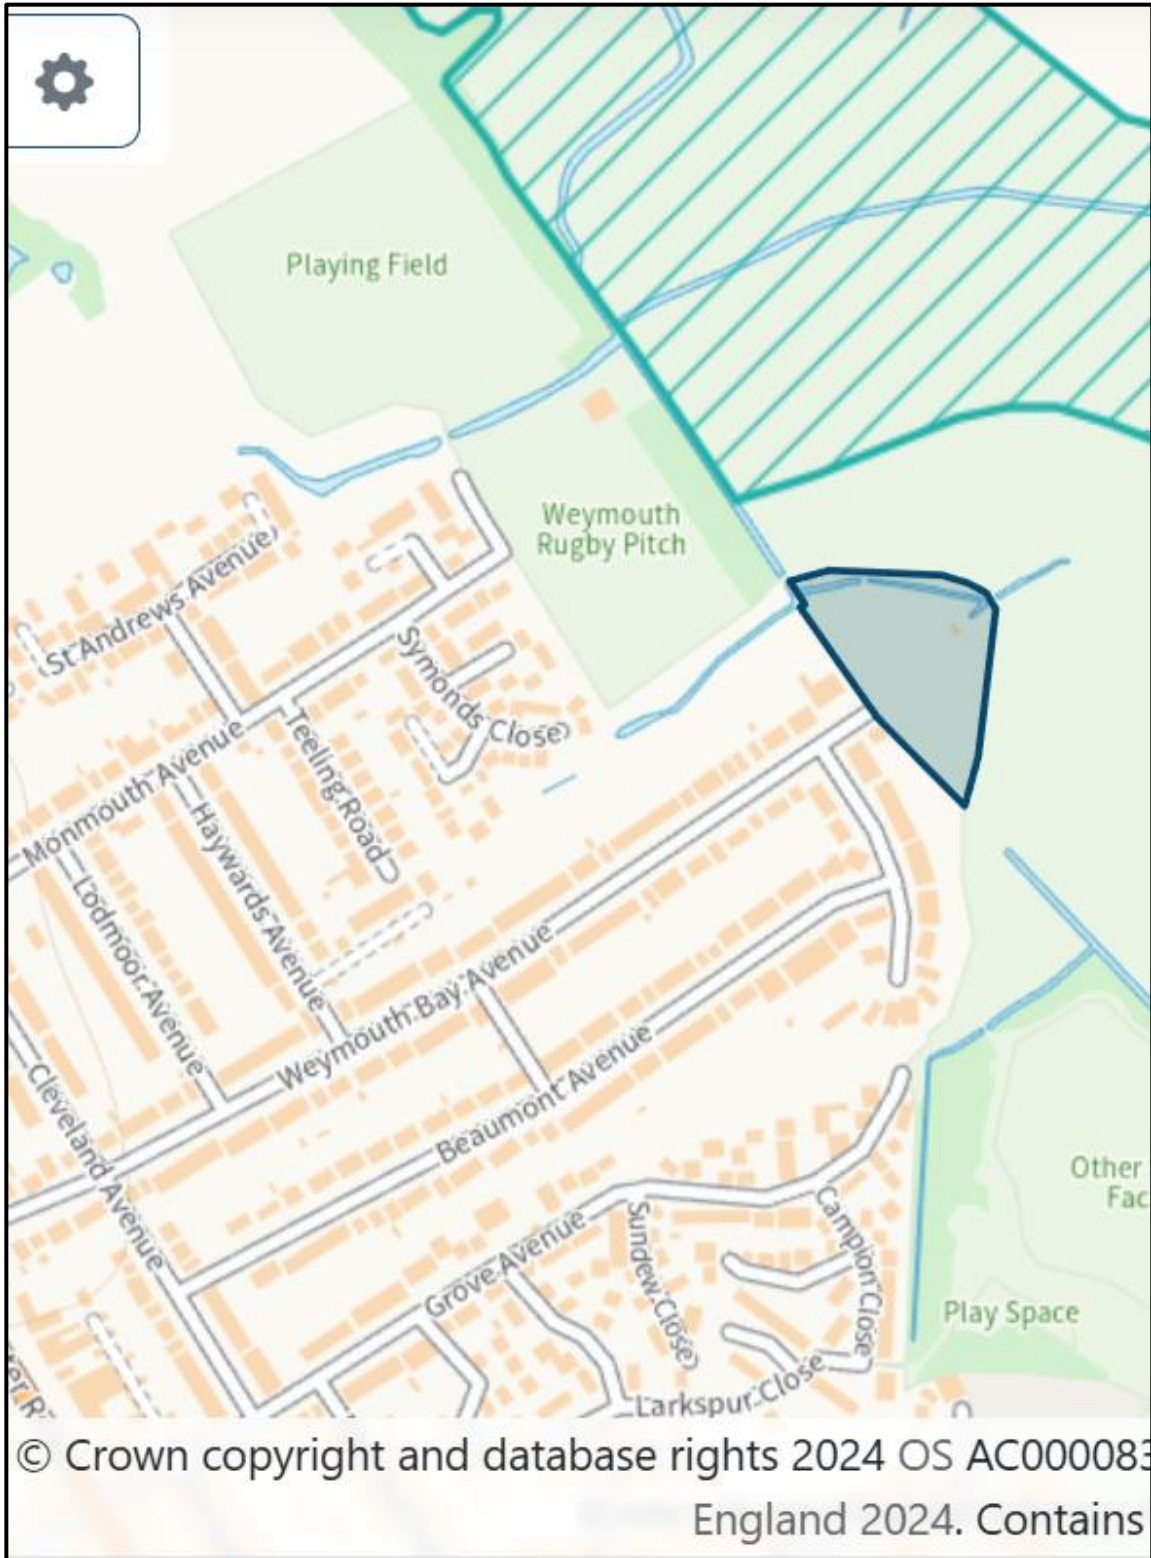 Playing Field
Weymouth
Rugby Pitch
St Andrews Avenue
Symonds Close
Teeling Road
Monmouth Avenue
Haywards Avenue
Lodmoor Avenue
Weymouth Bay Avenue
Beaumont Avenue
Cleveland Avenue
Grove Avenue
Sundew Close
Campion Close
Larkspur Close
Other
Fac
Play Space
er R
© Crown copyright and database rights 2024 OS AC000083
England 2024. Contains